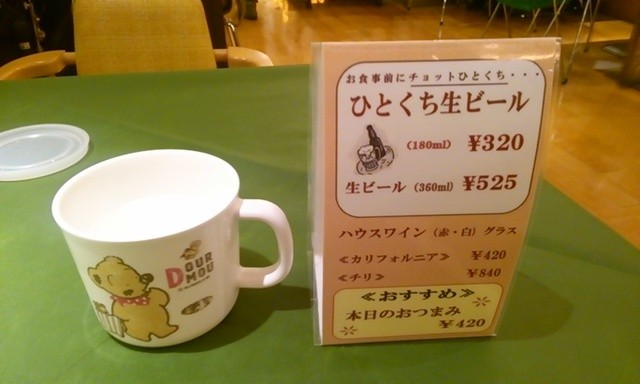 お食事前にチョットひとくち・・・
ひとくち生ビール
(180ml) ¥320
生ビール (360ml) ¥525
ハウスワイン (赤・白) グラス
≪カリフォルニア≫ ¥420
≪チリ≫ ¥840
≪おすすめ≫
本日のおつまみ
¥420
DOUR
MOU